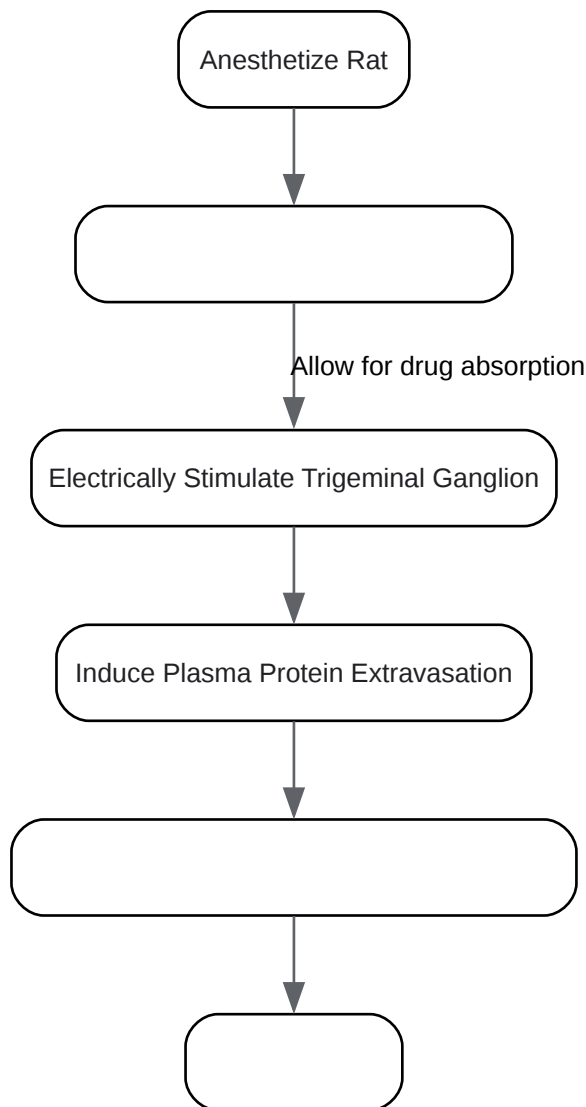 Anesthetize Rat
Allow for drug absorption
Electrically Stimulate Trigeminal Ganglion
Induce Plasma Protein Extravasation